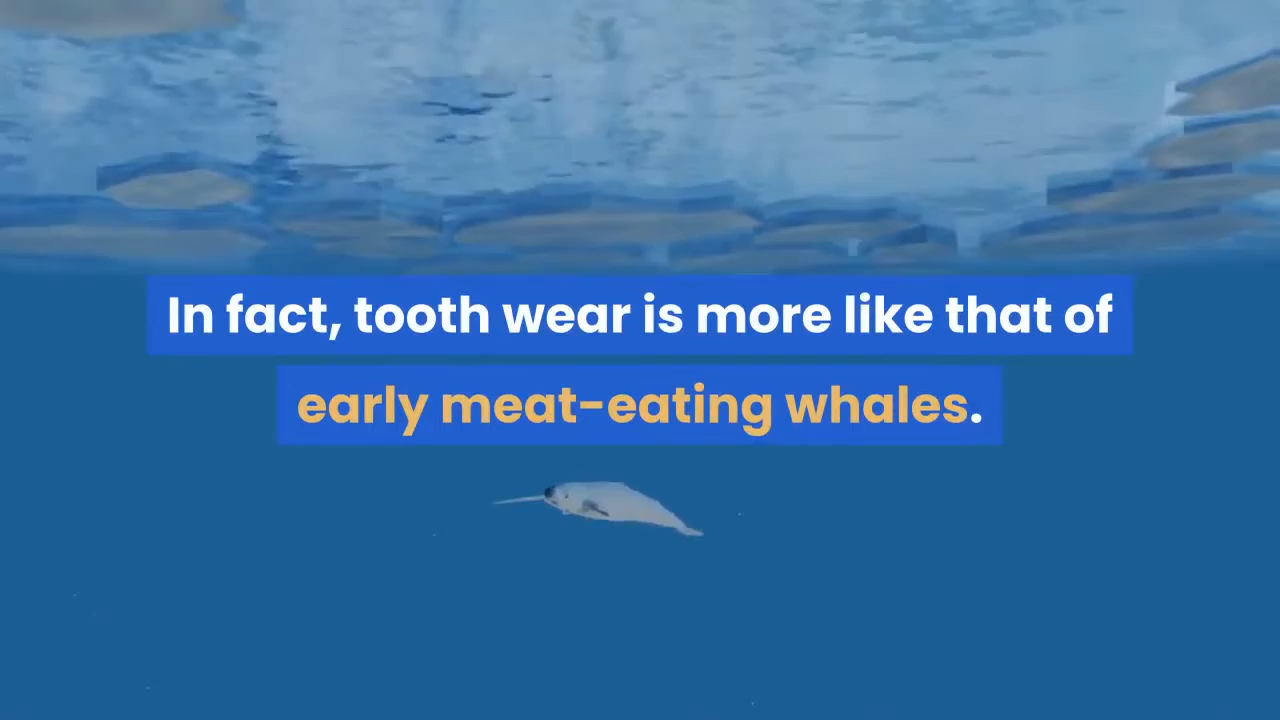 In fact, tooth wear is more like that of
early meat-eating whales.